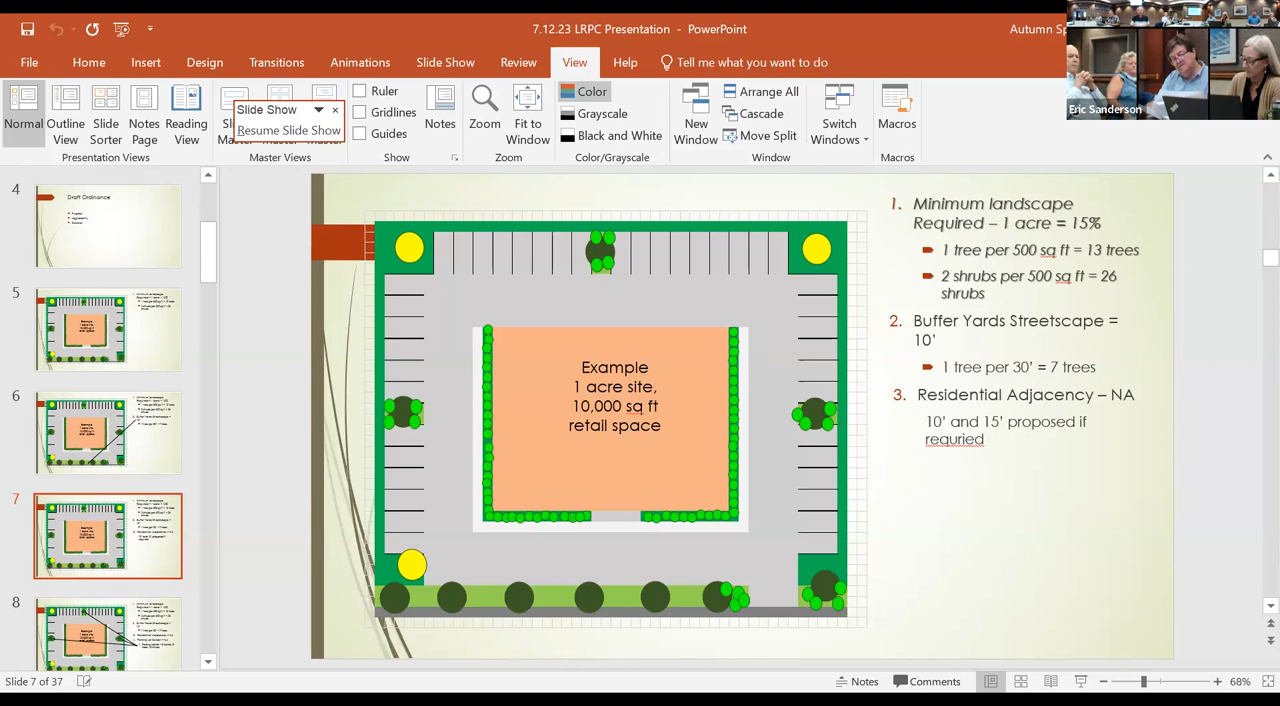 7.12.23 LRPC Presentation - PowerPoint
Autumn Sp
File Home Insert Design Transitions Animations Slide Show Review View Help Tell me what you want to do
Normal
Outline View
Slide Sorter
Notes Page
Reading View
Presentation Views
Slide Show
Resume Slide Show
Master Views
Ruler
Gridlines
Guides
Show
Notes
Zoom
Fit to Window
Zoom
Color
Grayscale
Black and White
Color/Grayscale
New Window
Arrange All
Cascade
Move Split
Window
Switch Windows
Macros
Macros
Eric Sanderson
4
Draft Ordinance
5
6
7
8
Example
1 acre site,
10,000 sq ft
retail space
1. Minimum landscape
Required – 1 acre = 15%
1 tree per 500 sq ft = 13 trees
2 shrubs per 500 sq ft = 26
shrubs
2. Buffer Yards Streetscape =
10’
1 tree per 30’ = 7 trees
3. Residential Adjacency – NA
10’ and 15’ proposed if
requried
Slide 7 of 37
Notes
Comments
68%